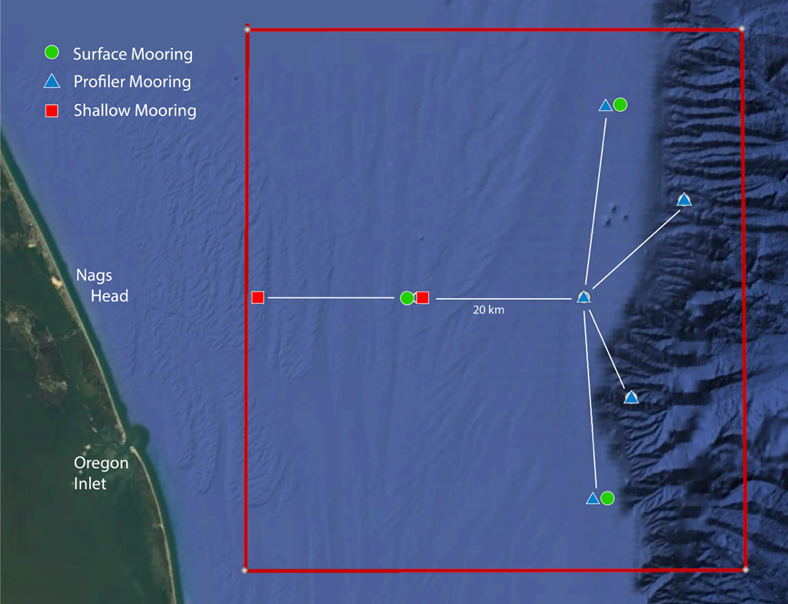 Surface Mooring
Profiler Mooring
Shallow Mooring
Nags
Head
20 km
Oregon
Inlet